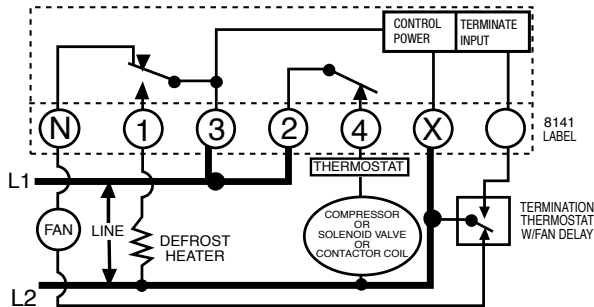 CONTROL POWER
TERMINATE INPUT
N
1
3
2
4
X
8141 LABEL
THERMOSTAT
L1
FAN
LINE
DEFROST HEATER
COMPRESSOR
OR
SOLENOID VALVE
OR
CONTACTOR COIL
TERMINATION
THERMOSTAT
W/FAN DELAY
L2